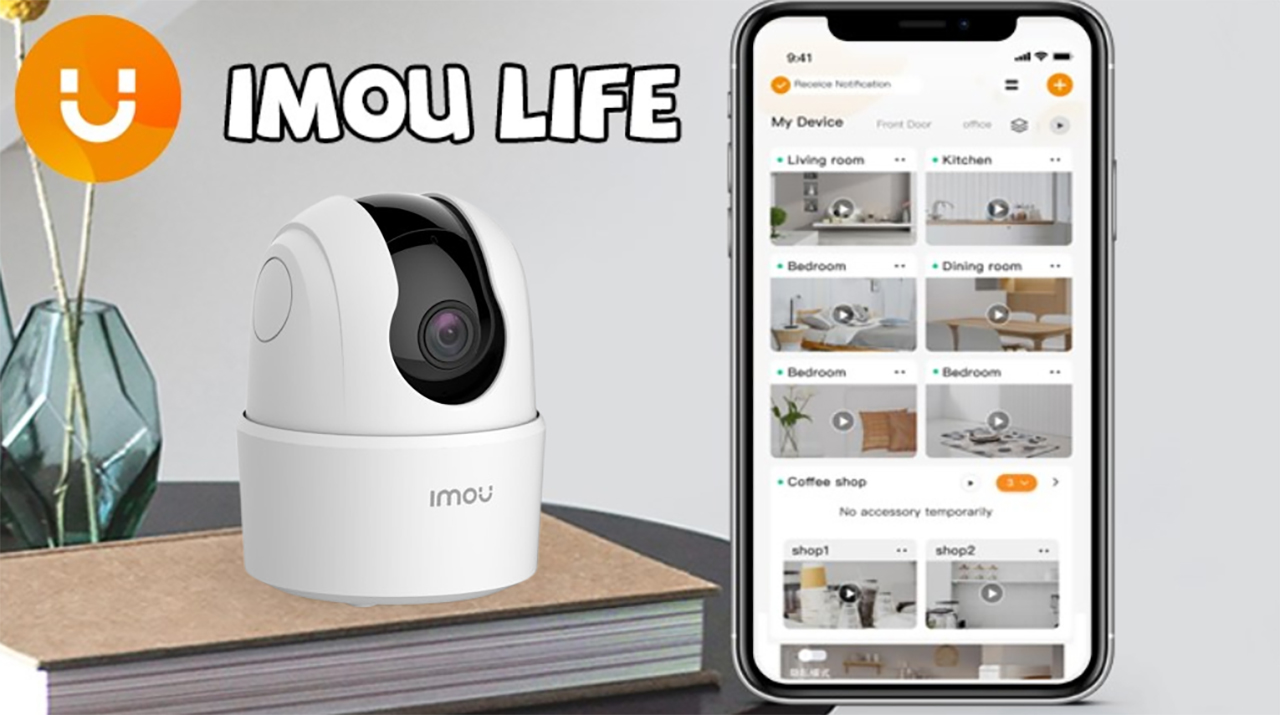 IMOU LIFE
imou
9:41
Receice Notification
My Device
Front Door
office
Living room
Kitchen
Bedroom
Dining room
Bedroom
Bedroom
Coffee shop
3
No accessory temporarily
shop1
shop2